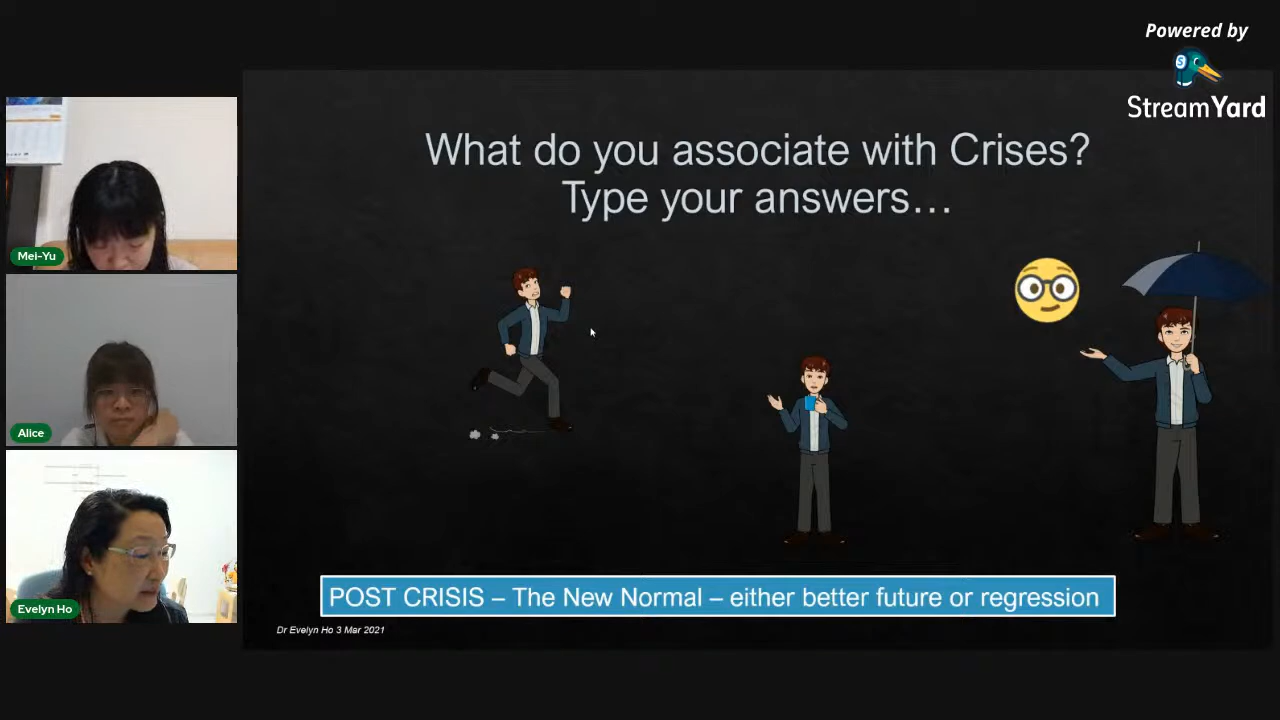 Powered by
StreamYard
What do you associate with Crises?
Type your answers…
Mei-Yu
Alice
Evelyn Ho
POST CRISIS – The New Normal – either better future or regression
Dr Evelyn Ho 3 Mar 2021